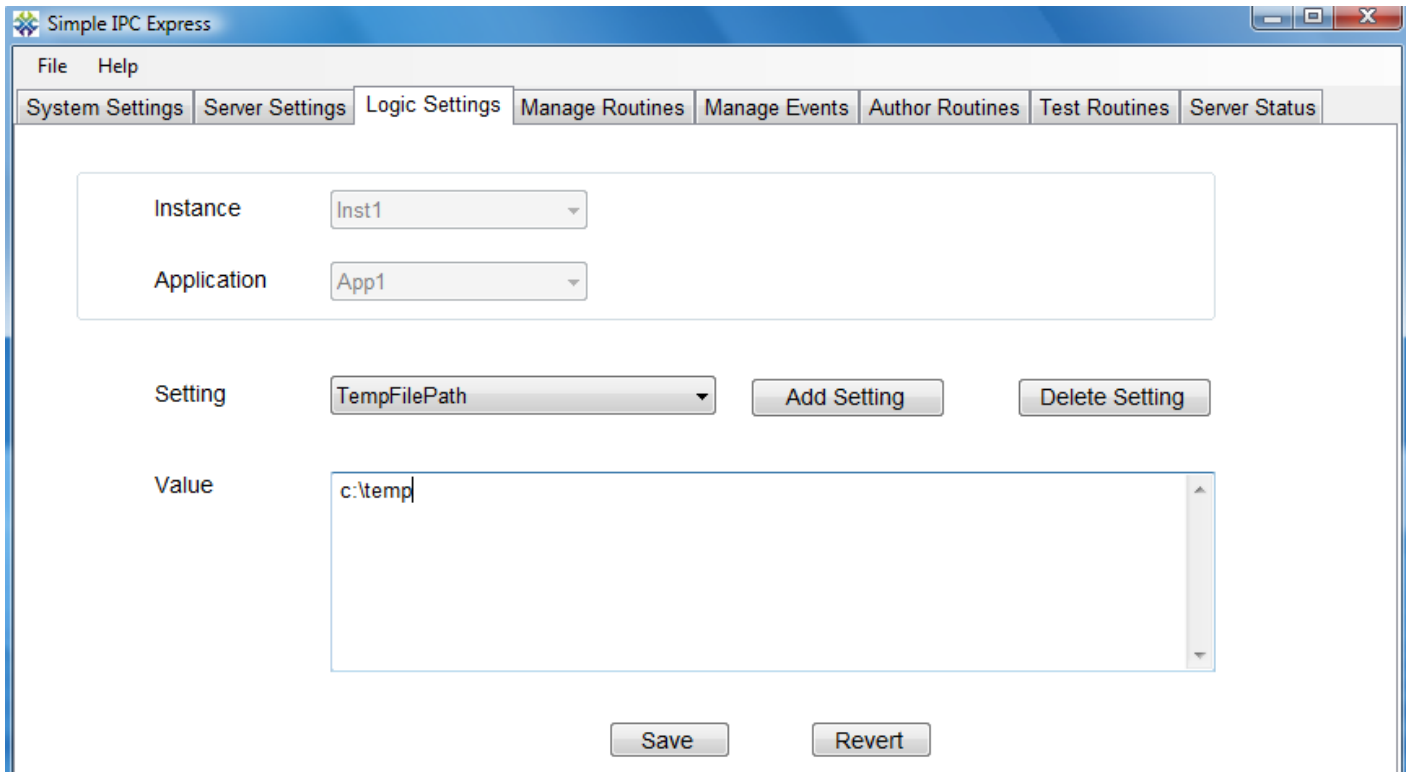 Simple IPC Express
File Help
System Settings Server Settings Logic Settings Manage Routines Manage Events Author Routines Test Routines Server Status
Instance Inst1
Application App1
Setting TempFilePath Add Setting Delete Setting
Value c:\temp
Save Revert